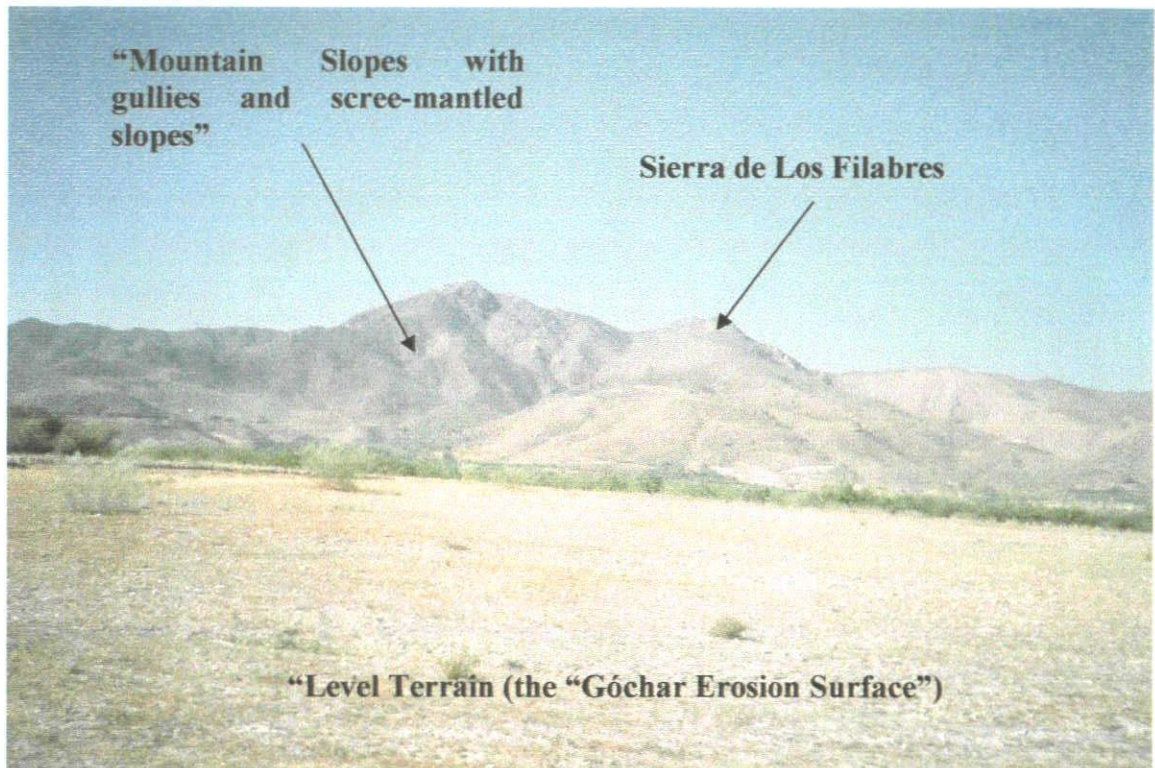 “Mountain Slopes with
gullies and scree-mantled
slopes”
Sierra de Los Filabres
“Level Terrain (the “Góchar Erosion Surface”)